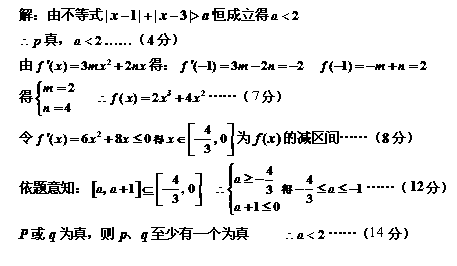 解：由不等式|x−1|+|x−3|>a恒成立得a<2
∴p真，a<2……（4分）
由f′(x)=3mx²+2nx得：f′(−1)=3m−2n=−2  f(−1)=−m+n=2
得{m=2 n=4  ∴f(x)=2x³+4x²……（7分）
令f′(x)=6x²+8x≤0得x∈[−4/3,0]为f(x)的减区间……（8分）
依题意知：[a,a+1]⊆[−4/3,0]  ∴{a≥−4/3 a+1≤0 得−4/3≤a≤−1……（12分）
P或q为真，则p、q至少有一个为真  ∴a<2……（14分）